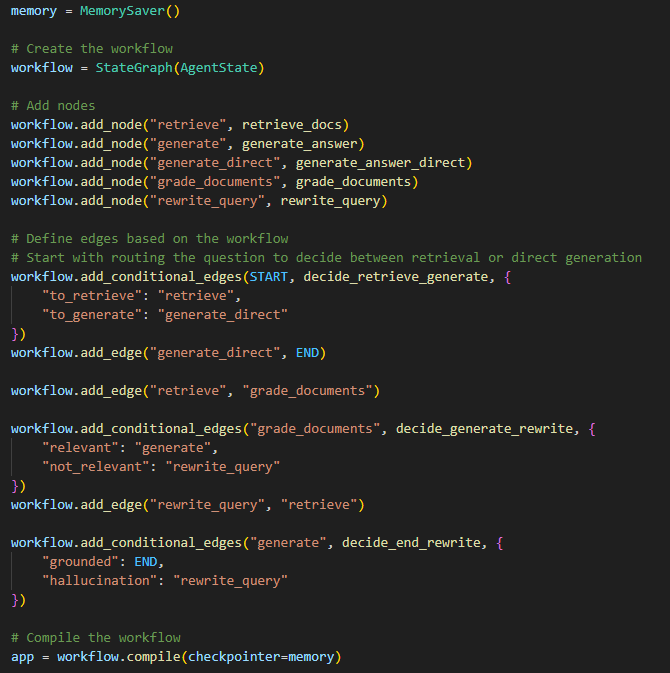 memory = MemorySaver()

# Create the workflow
workflow = StateGraph(AgentState)

# Add nodes
workflow.add_node("retrieve", retrieve_docs)
workflow.add_node("generate", generate_answer)
workflow.add_node("generate_direct", generate_answer_direct)
workflow.add_node("grade_documents", grade_documents)
workflow.add_node("rewrite_query", rewrite_query)

# Define edges based on the workflow
# Start with routing the question to decide between retrieval or direct generation
workflow.add_conditional_edges(START, decide_retrieve_generate, {
    "to_retrieve": "retrieve",
    "to_generate": "generate_direct"
})
workflow.add_edge("generate_direct", END)

workflow.add_edge("retrieve", "grade_documents")

workflow.add_conditional_edges("grade_documents", decide_generate_rewrite, {
    "relevant": "generate",
    "not_relevant": "rewrite_query"
})
workflow.add_edge("rewrite_query", "retrieve")

workflow.add_conditional_edges("generate", decide_end_rewrite, {
    "grounded": END,
    "hallucination": "rewrite_query"
})

# Compile the workflow
app = workflow.compile(checkpointer=memory)